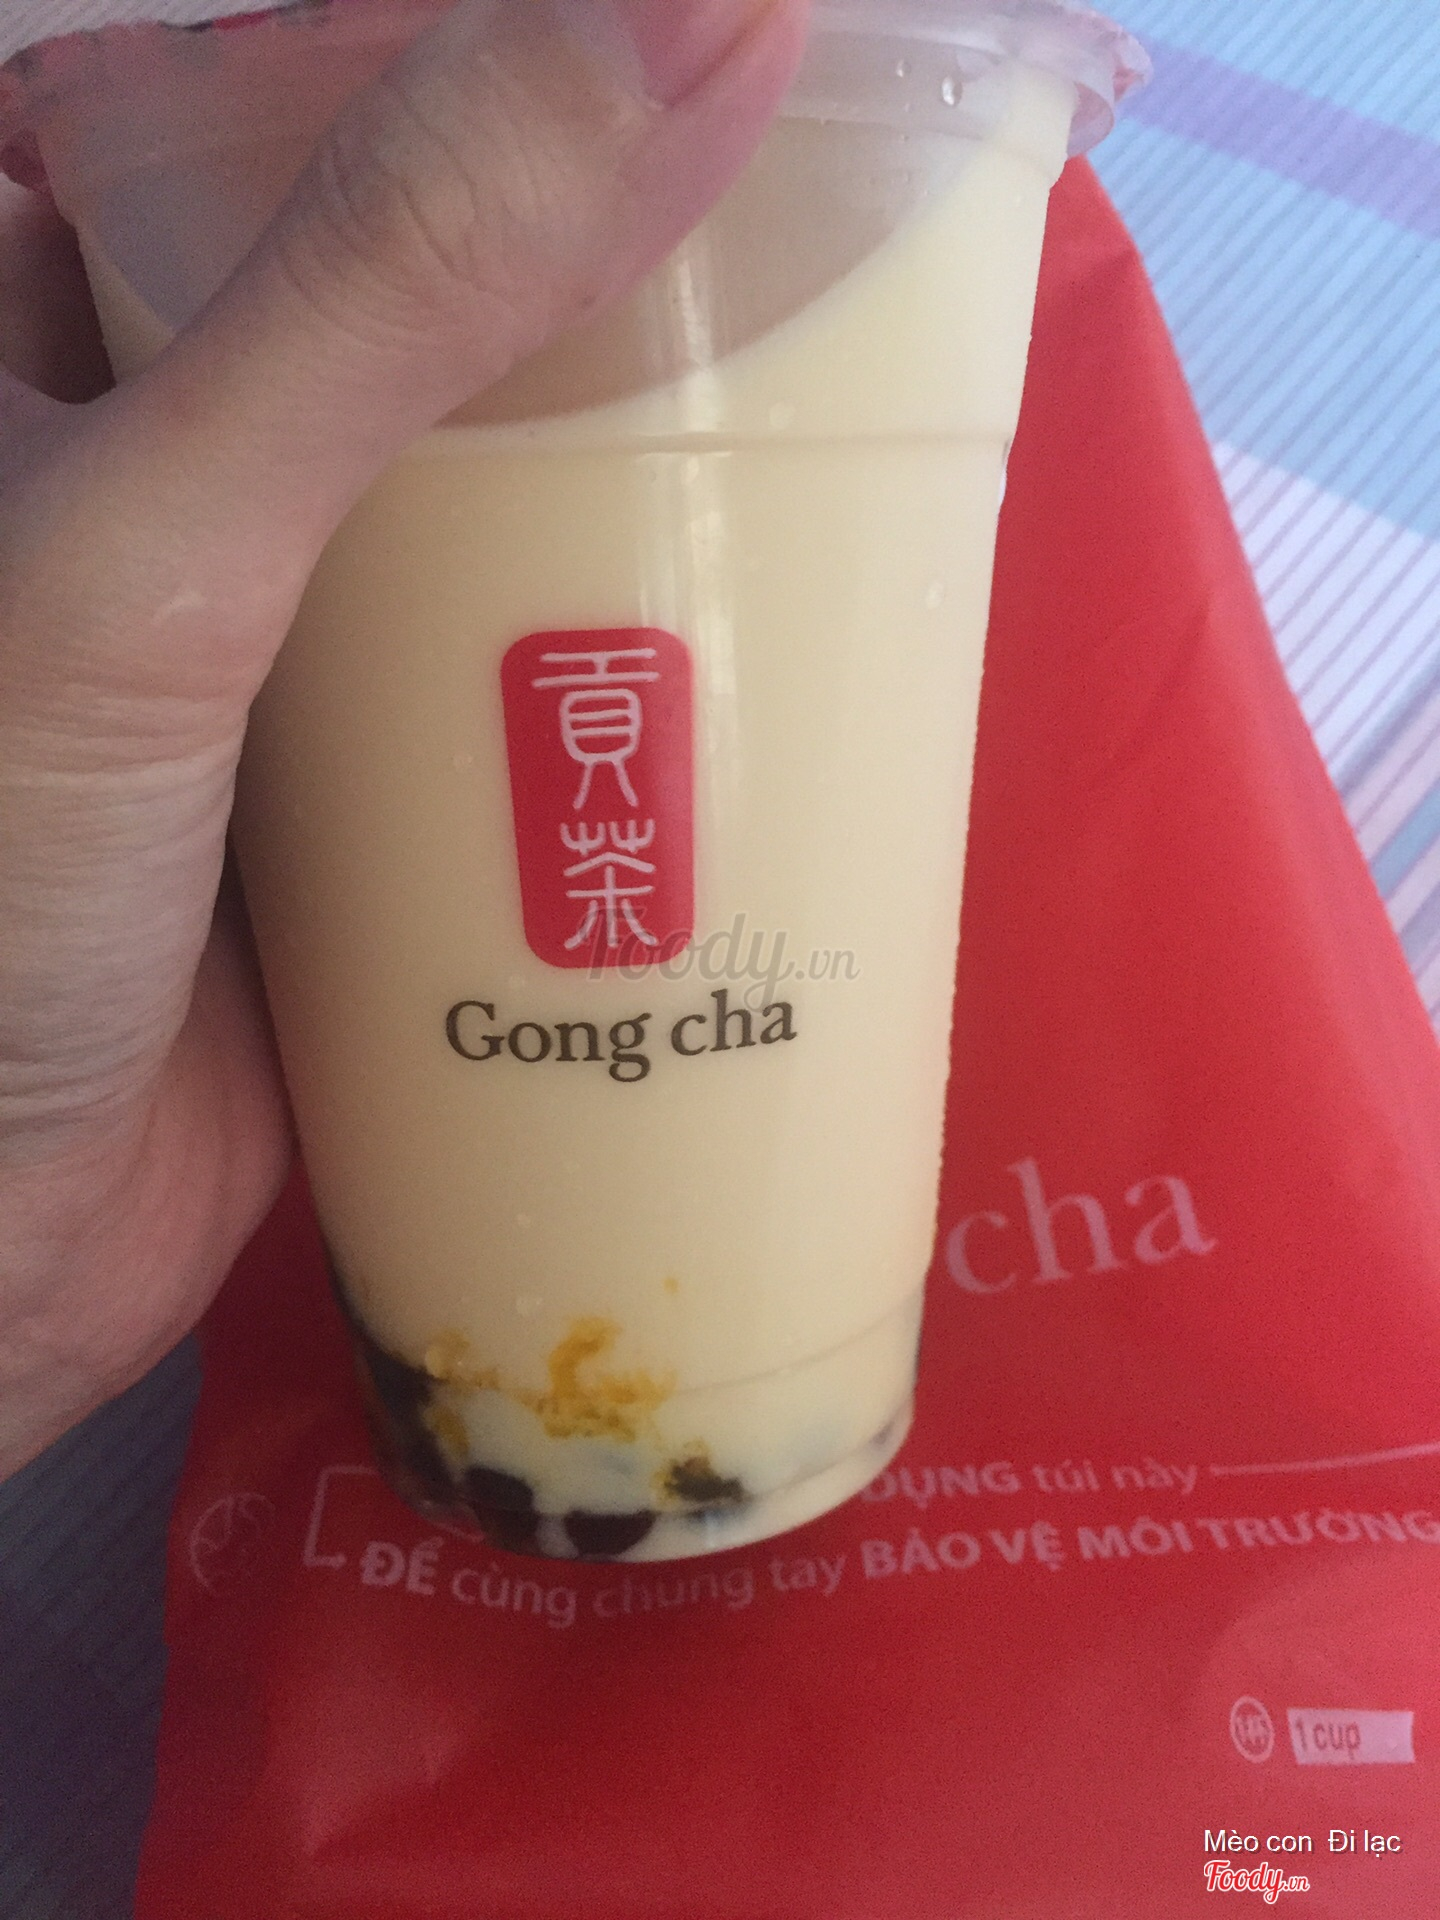 貢
茶
Foody.vn
Gong cha
cha
DỤNG túi này
ĐỂ cùng chung tay BẢO VỆ MÔI TRƯỜNG
1 cup
Mèo con Đi lạc
Foody.vn